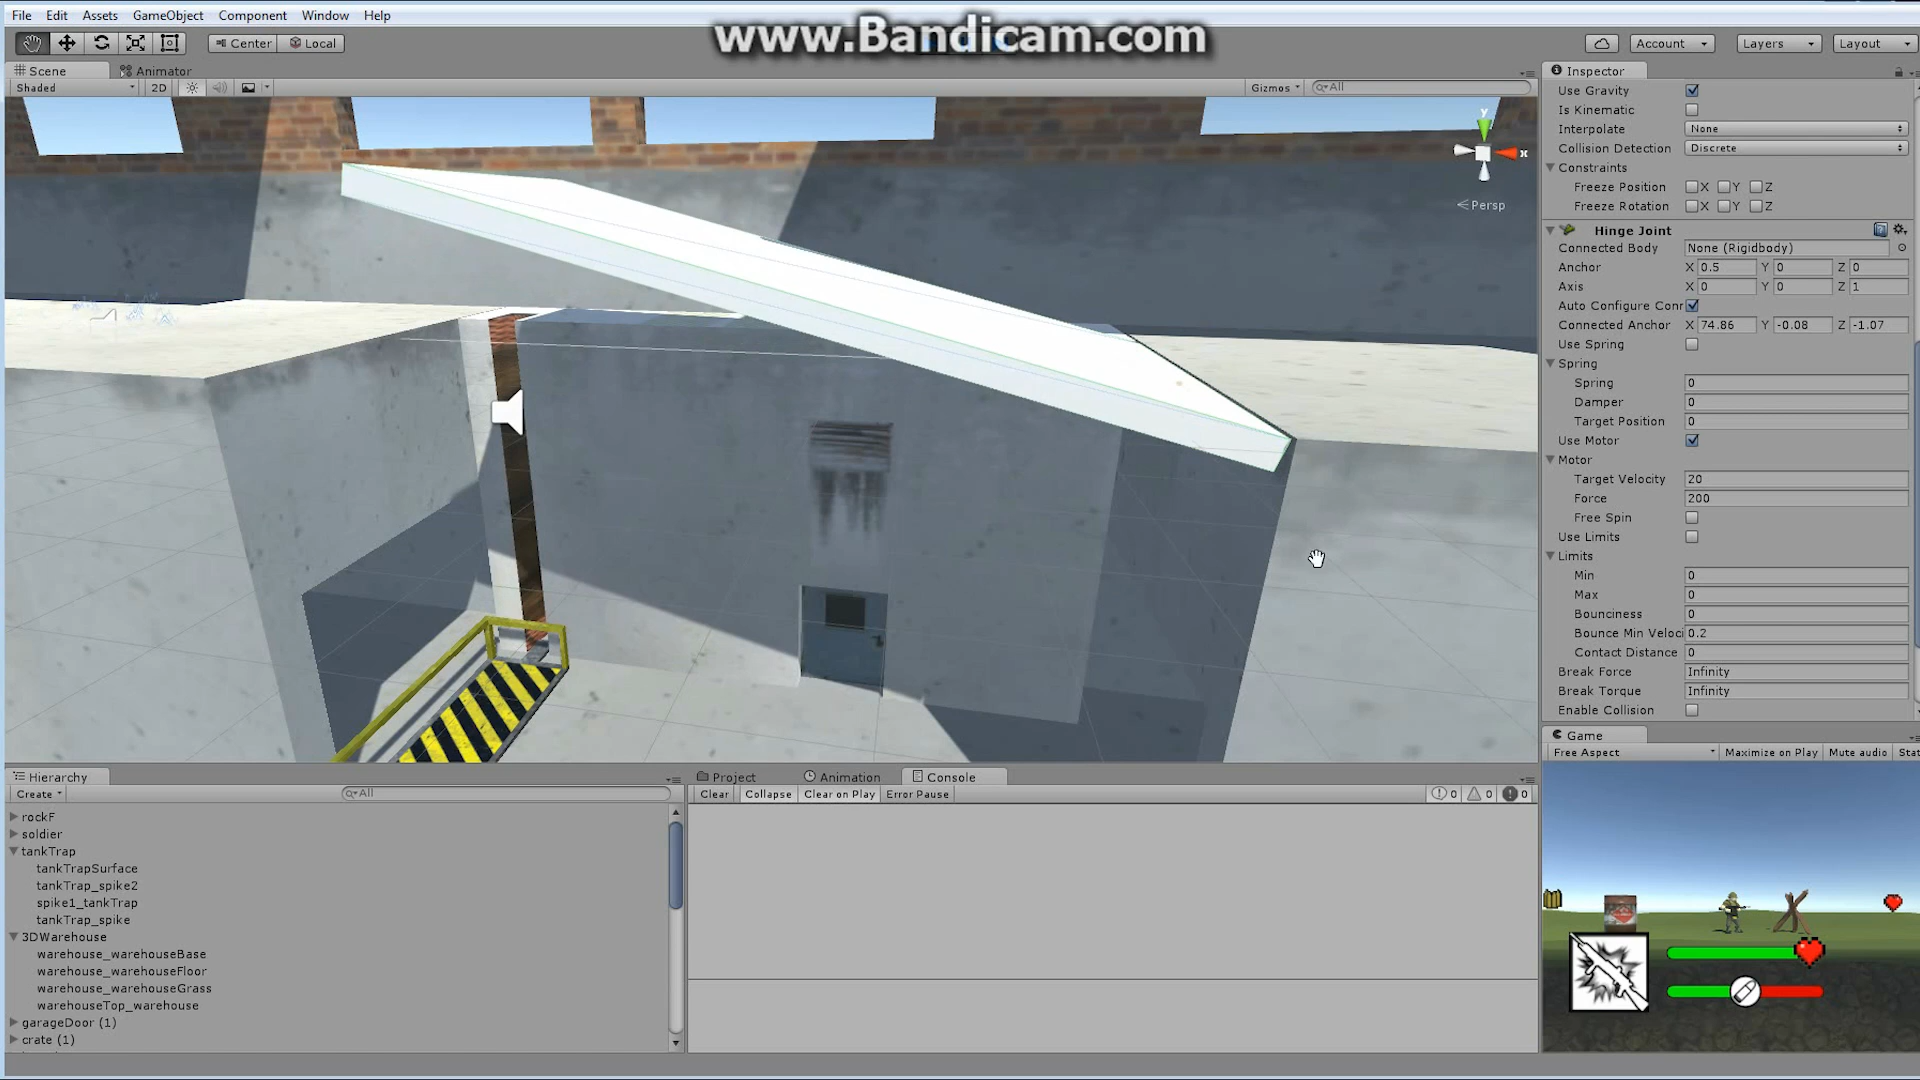 File Edit Assets GameObject Component Window Help
www.Bandicam.com
Center Local
Account Layers Layout
Scene Animator
Shaded 2D Gizmos All
y
x
Persp
Inspector
Use Gravity
Is Kinematic
Interpolate None
Collision Detection Discrete
Constraints
Freeze Position X Y Z
Freeze Rotation X Y Z
Hinge Joint
Connected Body None (Rigidbody)
Anchor X 0.5 Y 0 Z 0
Axis X 0 Y 0 Z 1
Auto Configure Conr
Connected Anchor X 74.86 Y -0.08 Z -1.07
Use Spring
Spring
Spring 0
Damper 0
Target Position 0
Use Motor
Motor
Target Velocity 20
Force 200
Free Spin
Use Limits
Limits
Min 0
Max 0
Bounciness 0
Bounce Min Veloci 0.2
Contact Distance 0
Break Force Infinity
Break Torque Infinity
Enable Collision
Game
Free Aspect Maximize on Play Mute audio Stat
Hierarchy
Create All
rockF
soldier
tankTrap
tankTrapSurface
tankTrap_spike2
spike1_tankTrap
tankTrap_spike
3DWarehouse
warehouse_warehouseBase
warehouse_warehouseFloor
warehouse_warehouseGrass
warehouseTop_warehouse
garageDoor (1)
crate (1)
Project Animation Console
Clear Collapse Clear on Play Error Pause 0 0 0